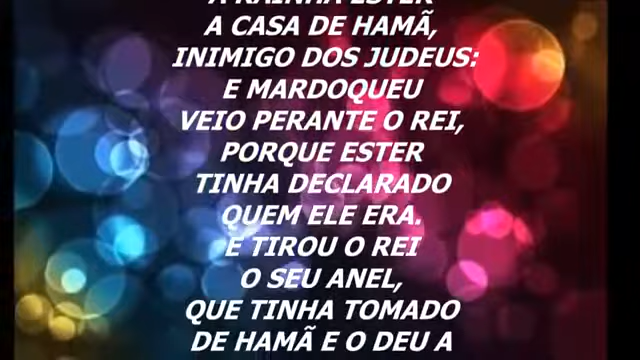 A RAINHA ESTER
A CASA DE HAMÃ,
INIMIGO DOS JUDEUS:
E MARDOQUEU
VEIO PERANTE O REI,
PORQUE ESTER
TINHA DECLARADO
QUEM ELE ERA.
E TIROU O REI
O SEU ANEL,
QUE TINHA TOMADO
DE HAMÃ E O DEU A